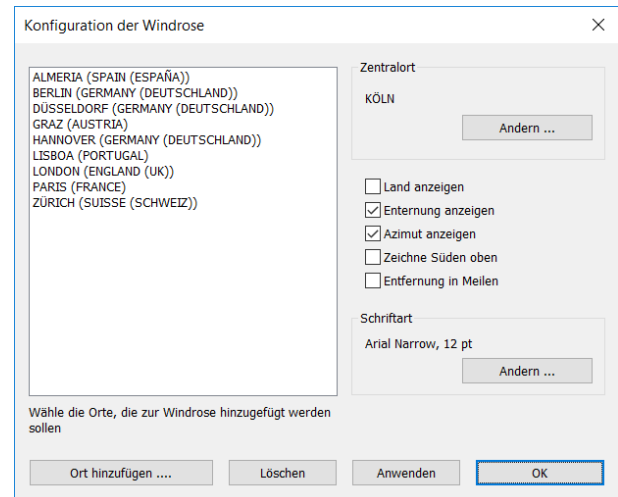 Konfiguration der Windrose
ALMERIA (SPAIN (ESPAÑA))
BERLIN (GERMANY (DEUTSCHLAND))
DÜSSELDORF (GERMANY (DEUTSCHLAND))
GRAZ (AUSTRIA)
HANNOVER (GERMANY (DEUTSCHLAND))
LISBOA (PORTUGAL)
LONDON (ENGLAND (UK))
PARIS (FRANCE)
ZÜRICH (SUISSE (SCHWEIZ))
Wähle die Orte, die zur Windrose hinzugefügt werden
sollen
Zentralort
KÖLN
Andern ...
Land anzeigen
Enternung anzeigen
Azimut anzeigen
Zeichne Süden oben
Entfernung in Meilen
Schriftart
Arial Narrow, 12 pt
Andern ...
Ort hinzufügen ....
Löschen
Anwenden
OK